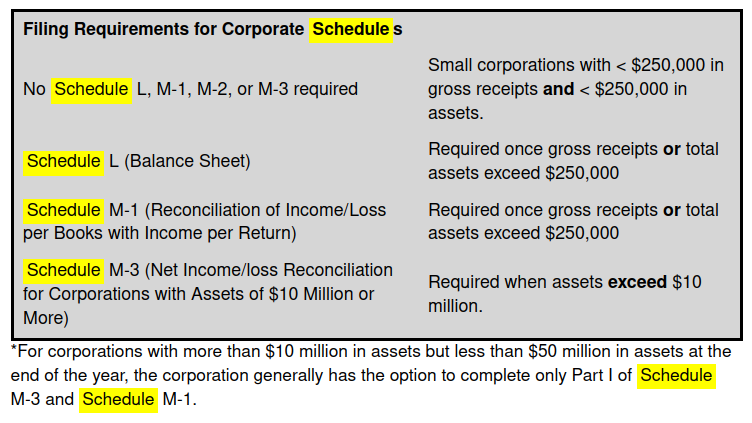 Filing Requirements for Corporate Schedules
No Schedule L, M-1, M-2, or M-3 required
Small corporations with < $250,000 in
gross receipts and < $250,000 in
assets.
Schedule L (Balance Sheet)
Required once gross receipts or total
assets exceed $250,000
Schedule M-1 (Reconciliation of Income/Loss
per Books with Income per Return)
Required once gross receipts or total
assets exceed $250,000
Schedule M-3 (Net Income/loss Reconciliation
for Corporations with Assets of $10 Million or
More)
Required when assets exceed $10
million.
*For corporations with more than $10 million in assets but less than $50 million in assets at the
end of the year, the corporation generally has the option to complete only Part I of Schedule
M-3 and Schedule M-1.